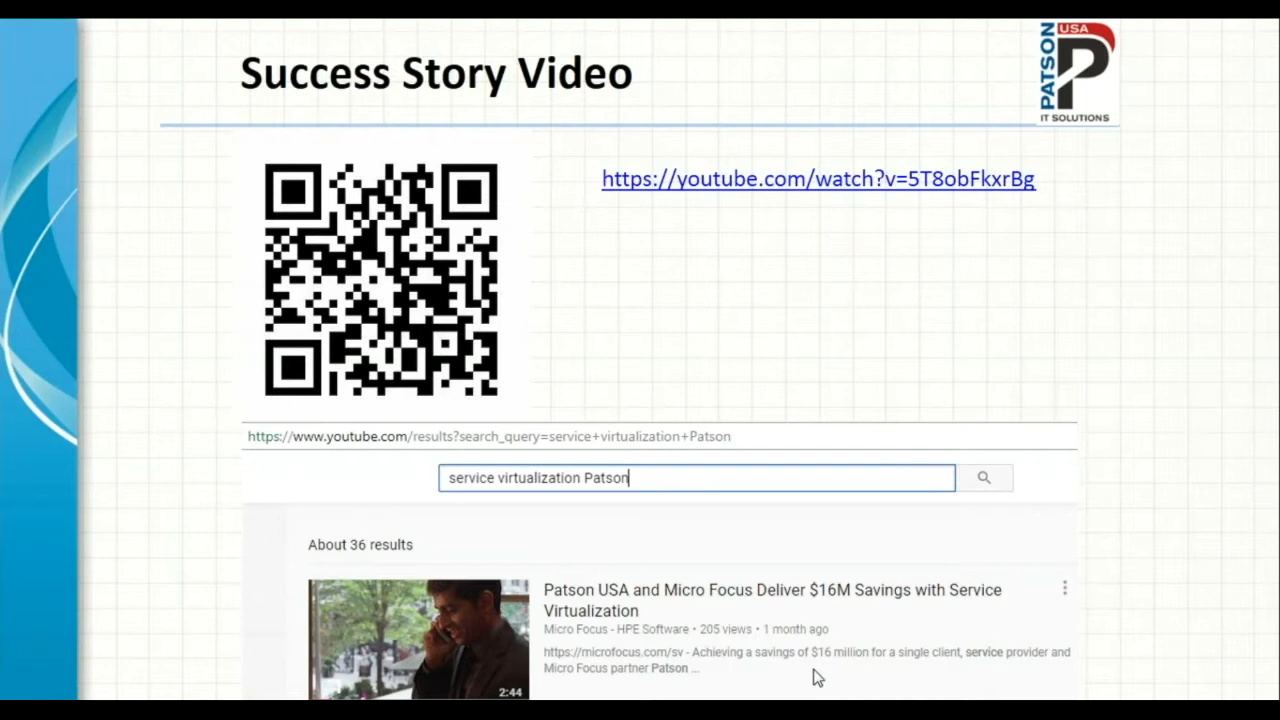 Success Story Video
PATSON
USA
IT SOLUTIONS
https://youtube.com/watch?v=5T8obFkxrBg
https://www.youtube.com/results?search_query=service+virtualization+Patson
service virtualization Patson
About 36 results
Patson USA and Micro Focus Deliver $16M Savings with Service
Virtualization
Micro Focus - HPE Software • 205 views • 1 month ago
https://microfocus.com/sv - Achieving a savings of $16 million for a single client, service provider and
Micro Focus partner Patson ...
2:44